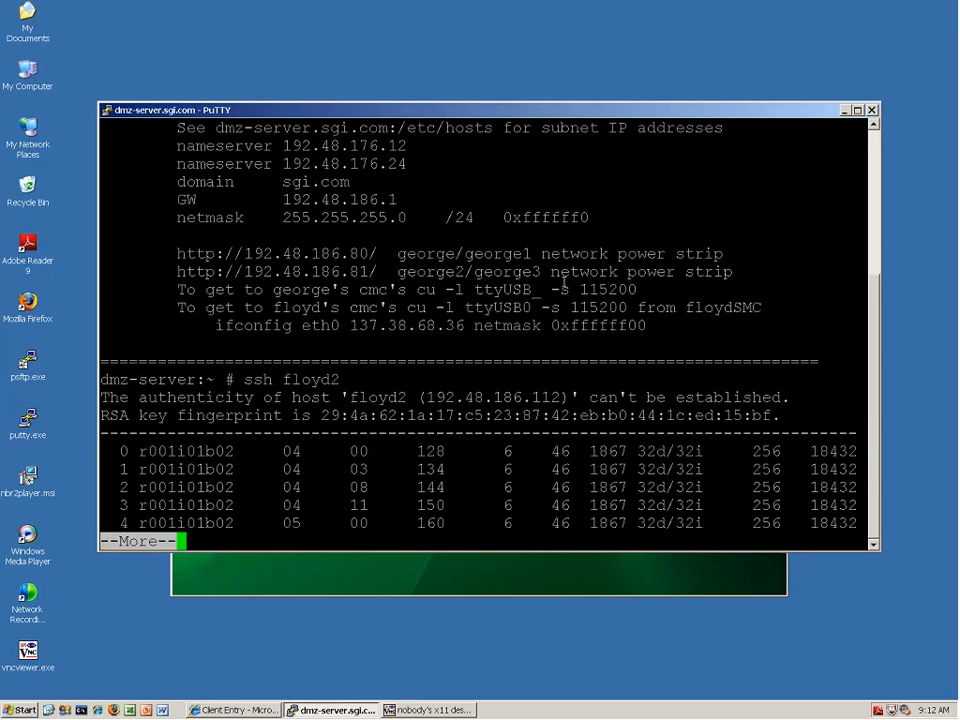 My
Documents
My Computer
My Network
Places
Recycle Bin
Adobe Reader
9
Mozilla Firefox
psftp.exe
putty.exe
nbr2player.msi
Windows
Media Player
Network
Recordi...
vncviewer.exe
dmz-server.sgi.com - PuTTY
See dmz-server.sgi.com:/etc/hosts for subnet IP addresses
nameserver 192.48.176.12
nameserver 192.48.176.24
domain sgi.com
GW 192.48.186.1
netmask 255.255.255.0 /24 0xffffff0
http://192.48.186.80/ george/george1 network power strip
http://192.48.186.81/ george2/george3 network power strip
To get to george's cmc's cu -l ttyUSB_ -s 115200
To get to floyd's cmc's cu -l ttyUSB0 -s 115200 from floydSMC
ifconfig eth0 137.38.68.36 netmask 0xffffff00
===========================================================================
dmz-server:~ # ssh floyd2
The authenticity of host 'floyd2 (192.48.186.112)' can't be established.
RSA key fingerprint is 29:4a:62:1a:17:c5:23:87:42:eb:b0:44:1c:ed:15:bf.
-------------------------------------------------------------------------------
0 r001i01b02 04 00 128 6 46 1867 32d/32i 256 18432
1 r001i01b02 04 03 134 6 46 1867 32d/32i 256 18432
2 r001i01b02 04 08 144 6 46 1867 32d/32i 256 18432
3 r001i01b02 04 11 150 6 46 1867 32d/32i 256 18432
4 r001i01b02 05 00 160 6 46 1867 32d/32i 256 18432
--More--
Start
Client Entry - Micro...
dmz-server.sgi.c...
nobody's x11 des...
9:12 AM